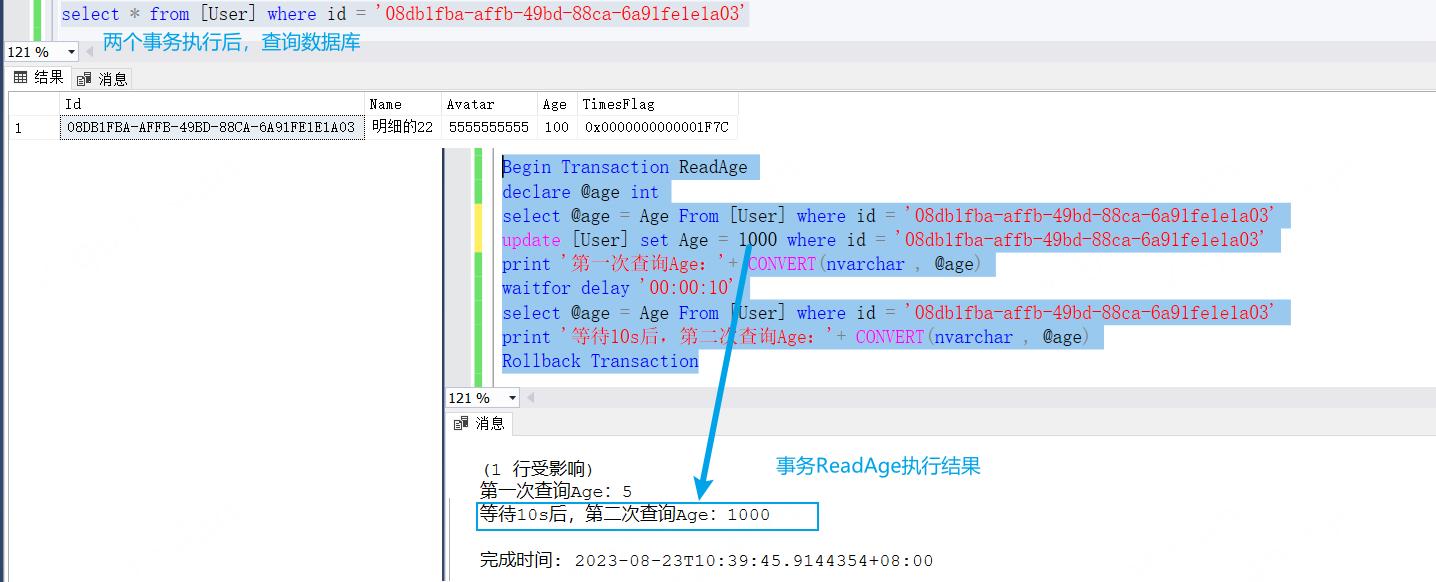 select * from [User] where id = '08db1fba-affb-49bd-88ca-6a91fe1e1a03'
121 %
两个事务执行后，查询数据库
结果 消息
Id Name Avatar Age TimesFlag
1 08DB1FBA-AFFB-49BD-88CA-6A91FE1E1A03 明细的22 5555555555 100 0x0000000000001F7C
Begin Transaction ReadAge
declare @age int
select @age = Age From [User] where id = '08db1fba-affb-49bd-88ca-6a91fe1e1a03'
update [User] set Age = 1000 where id = '08db1fba-affb-49bd-88ca-6a91fe1e1a03'
print '第一次查询Age：'+ CONVERT(nvarchar , @age)
waitfor delay '00:00:10'
select @age = Age From [User] where id = '08db1fba-affb-49bd-88ca-6a91fe1e1a03'
print '等待10s后，第二次查询Age：'+ CONVERT(nvarchar , @age)
Rollback Transaction
121 %
消息
(1 行受影响)
事务ReadAge执行结果
第一次查询Age：5
等待10s后，第二次查询Age：1000
完成时间: 2023-08-23T10:39:45.9144354+08:00